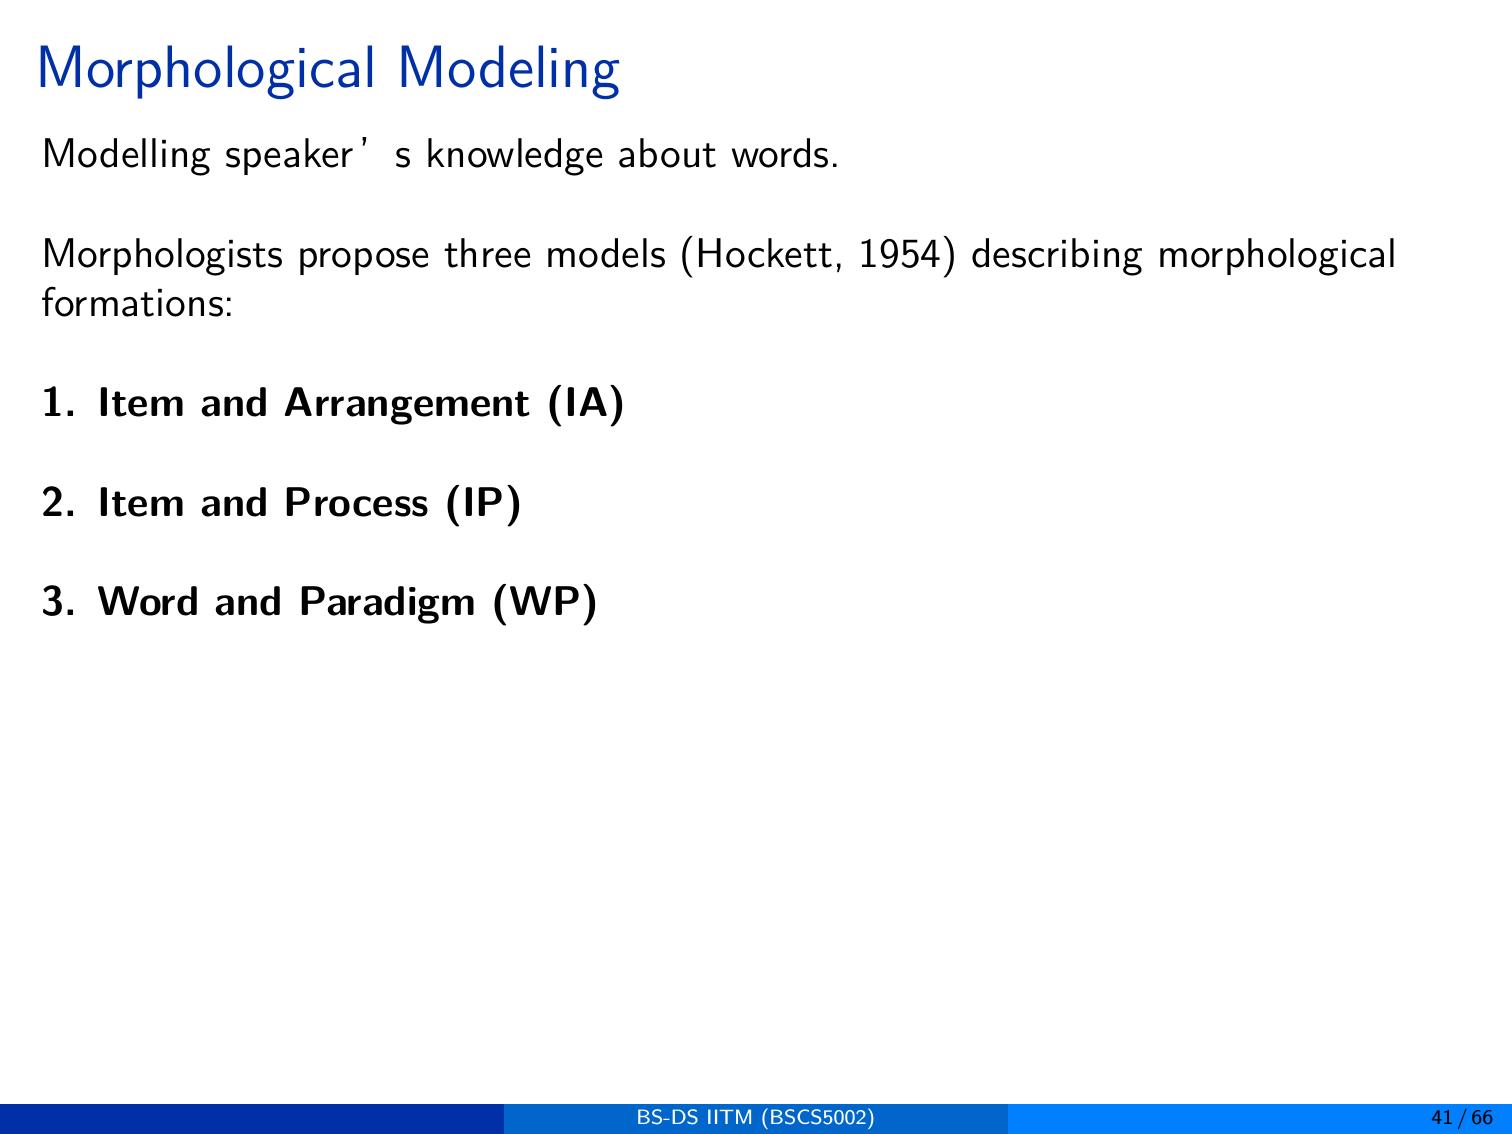 Morphological Modeling
Modelling speaker’ s knowledge about words.
Morphologists propose three models (Hockett, 1954) describing morphological
formations:
1. Item and Arrangement (IA)
2. Item and Process (IP)
3. Word and Paradigm (WP)
BS-DS IITM (BSCS5002)
41 / 66